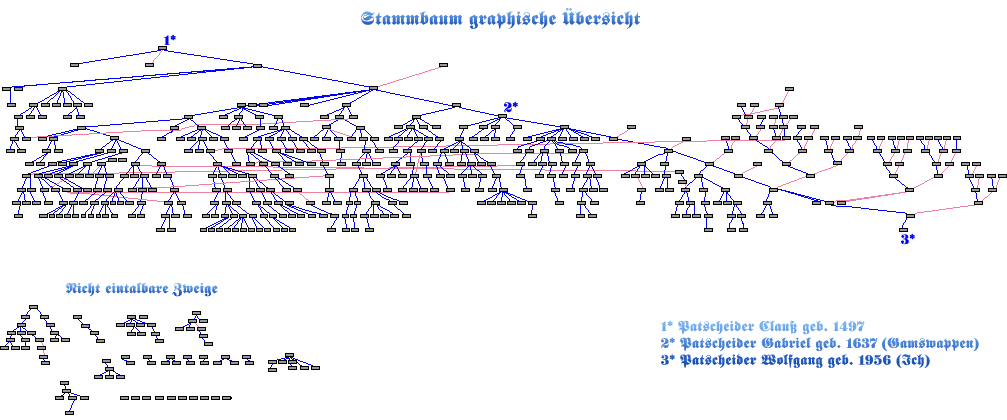 Stammbaum graphische Übersicht
1*
2*
3*
Nicht eintalbare Zweige
1* Patscheider Clauß geb. 1497
2* Patscheider Gabriel geb. 1637 (Gamswappen)
3* Patscheider Wolfgang geb. 1956 (Ich)